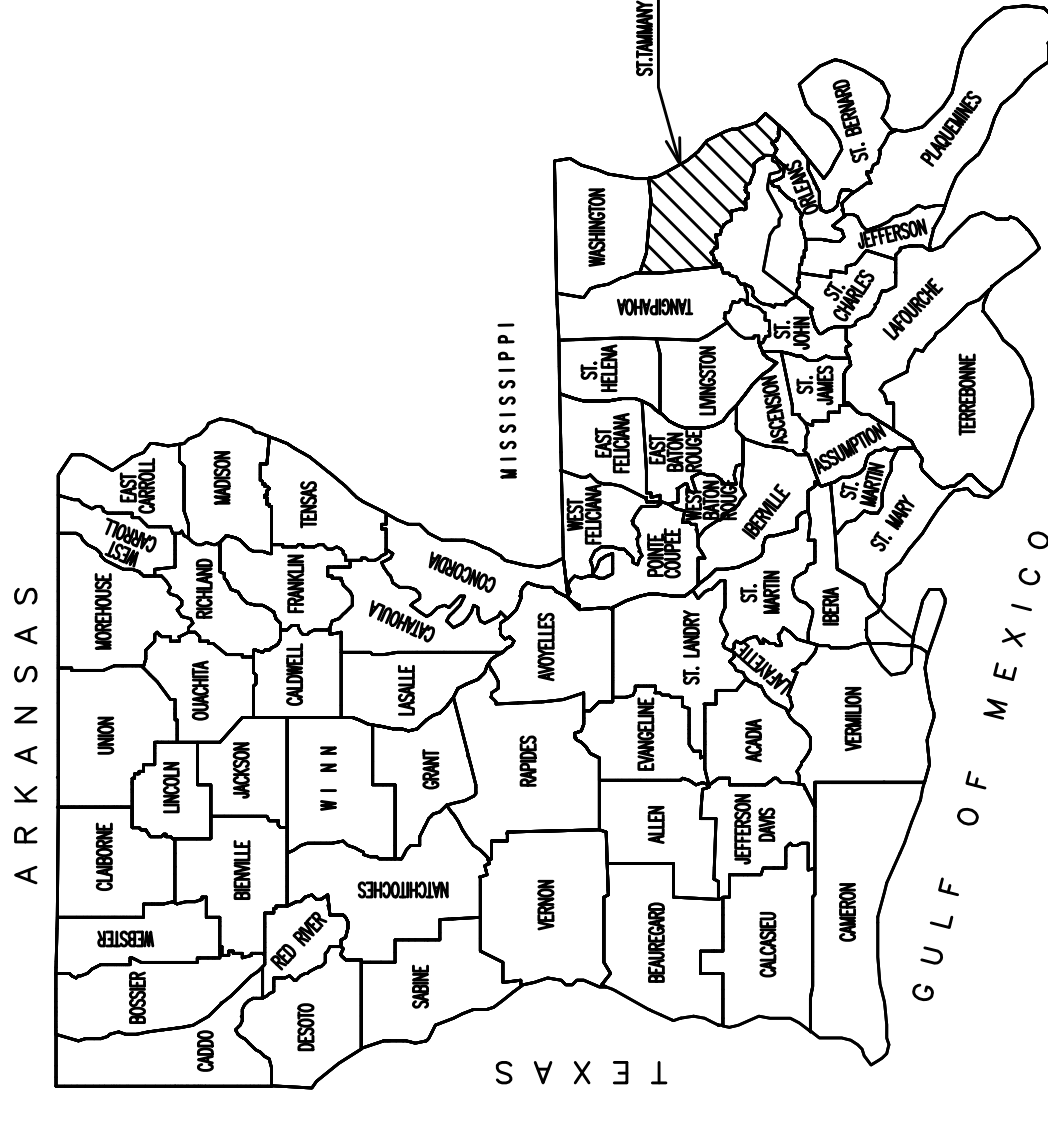 ARKANSAS
MISSISSIPPI
TEXAS
GULF OF MEXICO
ST.TAMMANY
CADDO
BOSSIER
WEBSTER
CLAIBORNE
UNION
MOREHOUSE
WEST
CARROLL
EAST
CARROLL
LINCOLN
OUACHITA
RICHLAND
MADISON
BIENVILLE
JACKSON
CALDWELL
FRANKLIN
TENSAS
DESOTO
RED RIVER
WINN
NATCHITOCHES
SABINE
GRANT
LASALLE
CATAHOULA
CONCORDIA
VERNON
RAPIDES
AVOYELLES
WEST
FELICIANA
EAST
FELICIANA
ST.
HELENA
TANGIPAHOA
WASHINGTON
BEAUREGARD
ALLEN
EVANGELINE
ST. LANDRY
POINTE
COUPEE
WEST
BATON
ROUGE
EAST
BATON
ROUGE
LIVINGSTON
CALCASIEU
JEFFERSON
DAVIS
ACADIA
LAFAYETTE
ST.
MARTIN
IBERVILLE
ASCENSION
ST.
JOHN
ST.
JAMES
ST.
CHARLES
ORLEANS
ST. BERNARD
PLAQUEMINES
JEFFERSON
LAFOURCHE
ASSUMPTION
ST.
MARTIN
ST. MARY
TERREBONNE
IBERIA
VERMILION
CAMERON